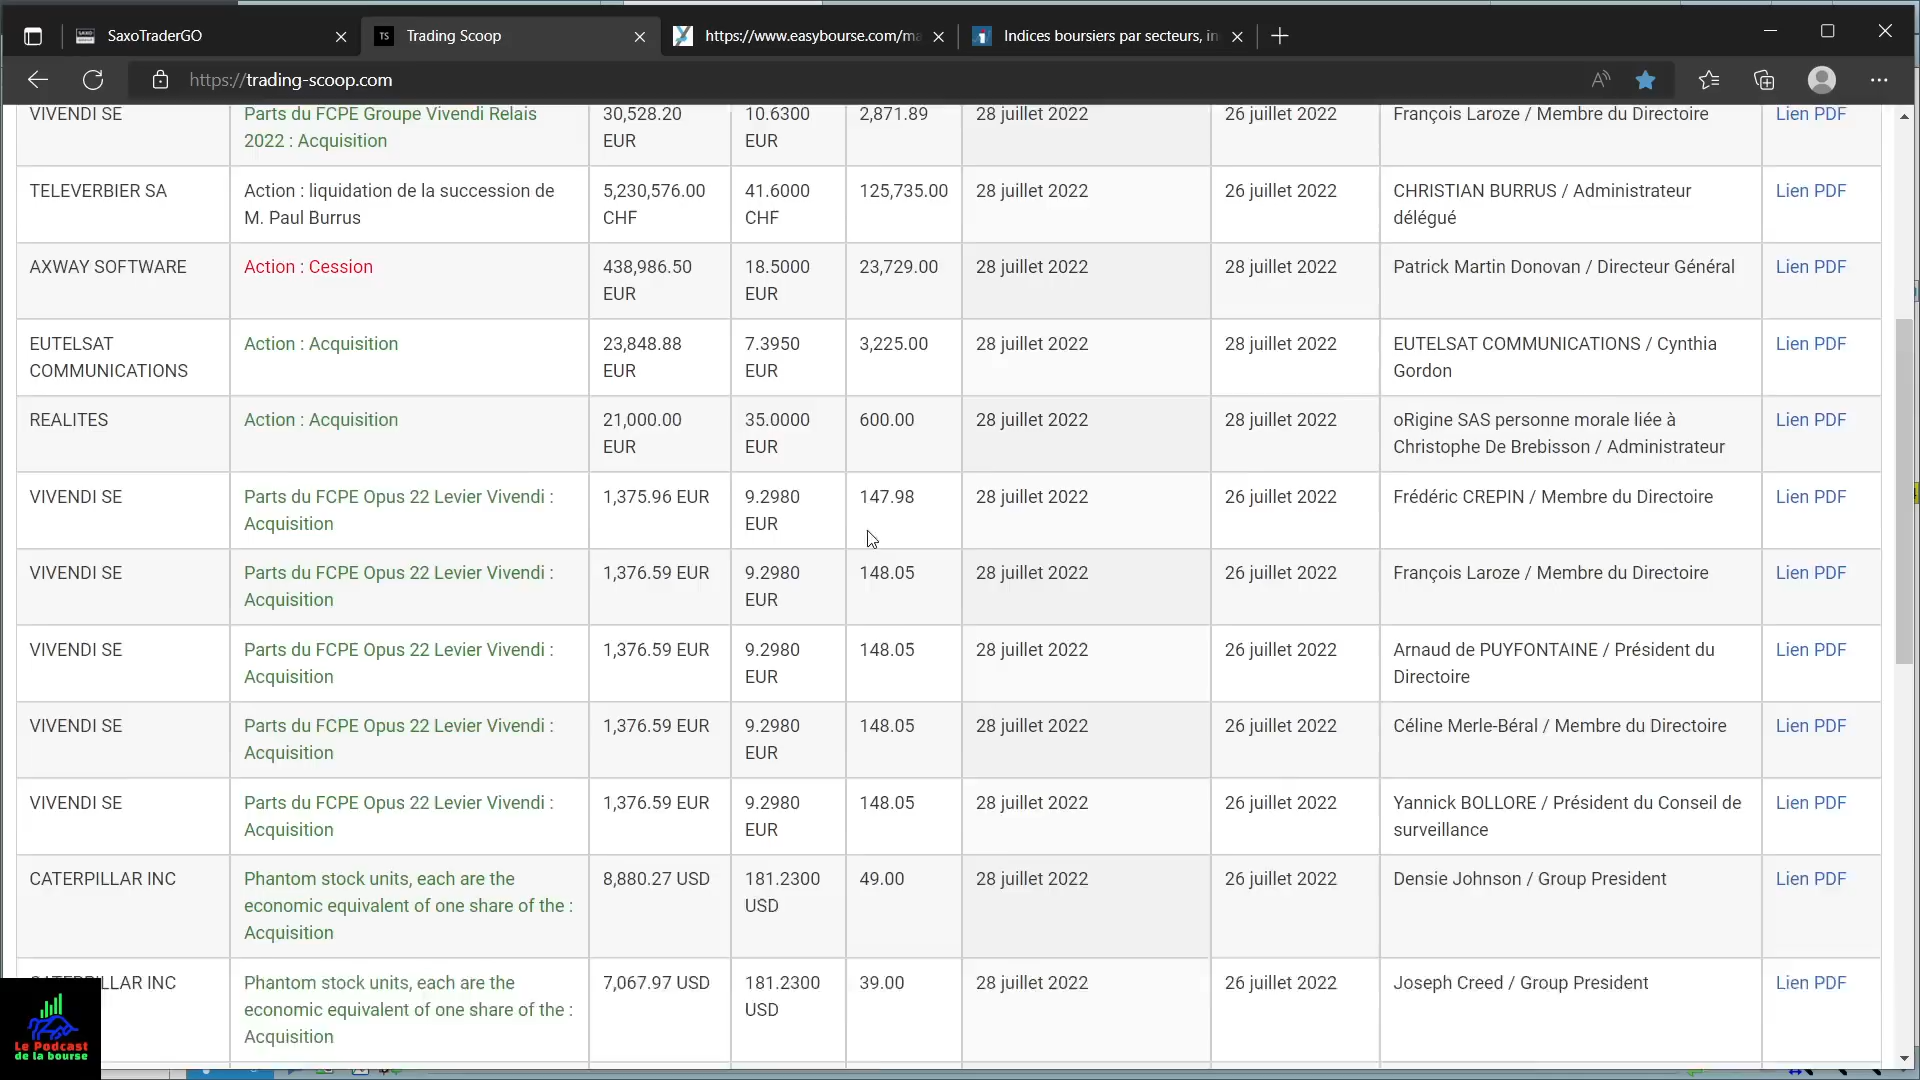 SaxoTraderGO
TS Trading Scoop
https://www.easybourse.com/ma
Indices boursiers par secteurs, in
https://trading-scoop.com
VIVENDI SE
Parts du FCPE Groupe Vivendi Relais
2022 : Acquisition
30,528.20
EUR
10.6300
EUR
2,871.89
28 juillet 2022
26 juillet 2022
François Laroze / Membre du Directoire
Lien PDF
TELEVERBIER SA
Action : liquidation de la succession de
M. Paul Burrus
5,230,576.00
CHF
41.6000
CHF
125,735.00
28 juillet 2022
26 juillet 2022
CHRISTIAN BURRUS / Administrateur
délégué
Lien PDF
AXWAY SOFTWARE
Action : Cession
438,986.50
EUR
18.5000
EUR
23,729.00
28 juillet 2022
28 juillet 2022
Patrick Martin Donovan / Directeur Général
Lien PDF
EUTELSAT
COMMUNICATIONS
Action : Acquisition
23,848.88
EUR
7.3950
EUR
3,225.00
28 juillet 2022
28 juillet 2022
EUTELSAT COMMUNICATIONS / Cynthia
Gordon
Lien PDF
REALITES
Action : Acquisition
21,000.00
EUR
35.0000
EUR
600.00
28 juillet 2022
28 juillet 2022
oRigine SAS personne morale liée à
Christophe De Brebisson / Administrateur
Lien PDF
VIVENDI SE
Parts du FCPE Opus 22 Levier Vivendi :
Acquisition
1,375.96 EUR
9.2980
EUR
147.98
28 juillet 2022
26 juillet 2022
Frédéric CREPIN / Membre du Directoire
Lien PDF
VIVENDI SE
Parts du FCPE Opus 22 Levier Vivendi :
Acquisition
1,376.59 EUR
9.2980
EUR
148.05
28 juillet 2022
26 juillet 2022
François Laroze / Membre du Directoire
Lien PDF
VIVENDI SE
Parts du FCPE Opus 22 Levier Vivendi :
Acquisition
1,376.59 EUR
9.2980
EUR
148.05
28 juillet 2022
26 juillet 2022
Arnaud de PUYFONTAINE / Président du
Directoire
Lien PDF
VIVENDI SE
Parts du FCPE Opus 22 Levier Vivendi :
Acquisition
1,376.59 EUR
9.2980
EUR
148.05
28 juillet 2022
26 juillet 2022
Céline Merle-Béral / Membre du Directoire
Lien PDF
VIVENDI SE
Parts du FCPE Opus 22 Levier Vivendi :
Acquisition
1,376.59 EUR
9.2980
EUR
148.05
28 juillet 2022
26 juillet 2022
Yannick BOLLORE / Président du Conseil de
surveillance
Lien PDF
CATERPILLAR INC
Phantom stock units, each are the
economic equivalent of one share of the :
Acquisition
8,880.27 USD
181.2300
USD
49.00
28 juillet 2022
26 juillet 2022
Densie Johnson / Group President
Lien PDF
CATERPILLAR INC
Phantom stock units, each are the
economic equivalent of one share of the :
Acquisition
7,067.97 USD
181.2300
USD
39.00
28 juillet 2022
26 juillet 2022
Joseph Creed / Group President
Lien PDF
Le Podcast
de la bourse